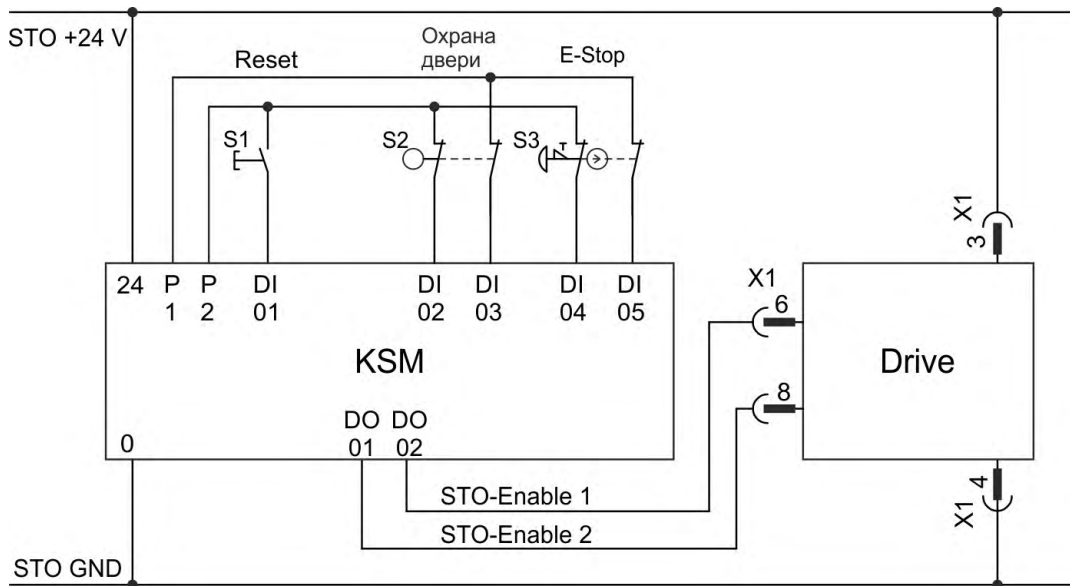 STO +24 V
Reset
Охрана
двери
E-Stop
S1
S2
S3
X1
3
24 P P DI DI DI DI DI
1 2 01 02 03 04 05
X1
6
KSM
Drive
8
DO DO
0
01 02
4
X1
STO-Enable 1
STO-Enable 2
STO GND